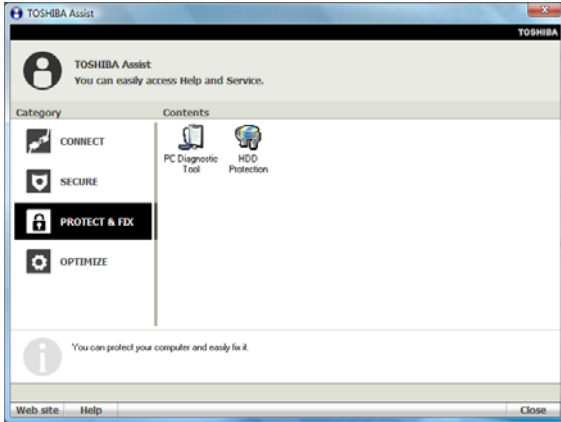 TOSHIBA Assist
TOSHIBA
TOSHIBA Assist
You can easily access Help and Service.
Category
Contents
CONNECT
SECURE
PROTECT & FIX
OPTIMIZE
PC Diagnostic
Tool
HDD
Protection
You can protect your computer and easily fix it.
Web site
Help
Close